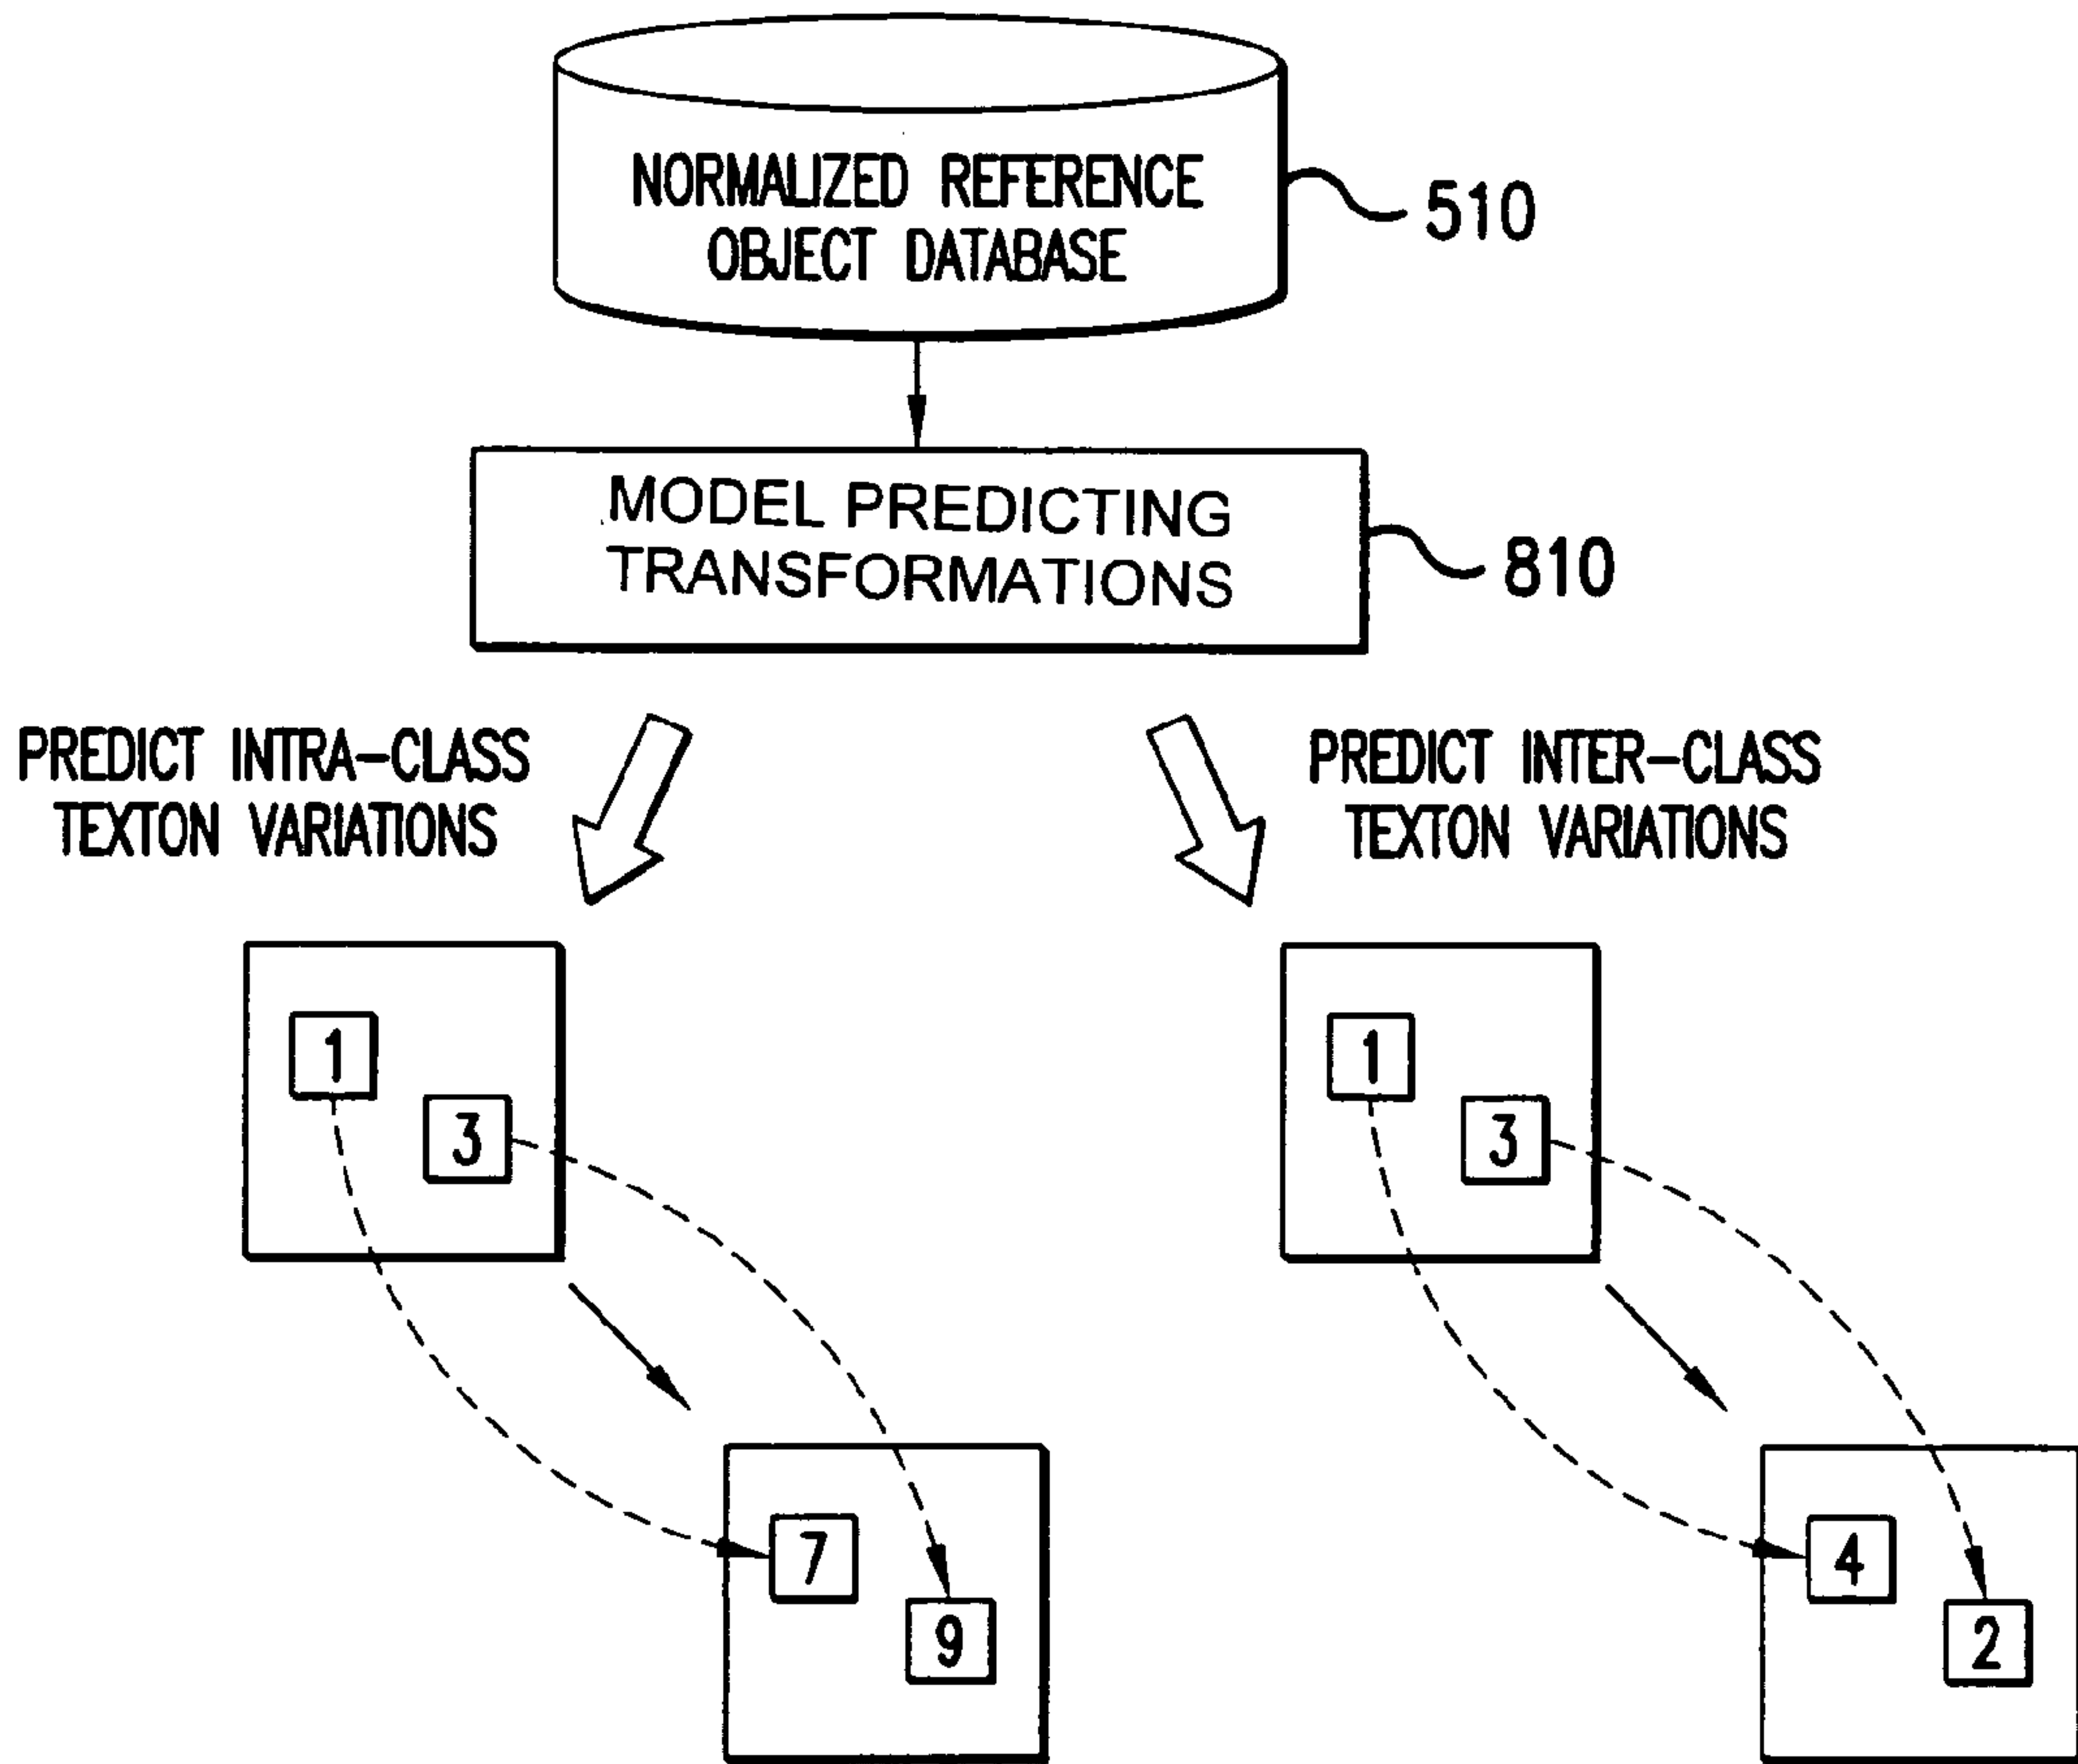 NORMALIZED REFERENCE
OBJECT DATABASE
510
MODEL PREDICTING
TRANSFORMATIONS
810
PREDICT INTRA-CLASS
TEXTON VARIATIONS
PREDICT INTER-CLASS
TEXTON VARIATIONS
1
3
1
3
7
9
4
2